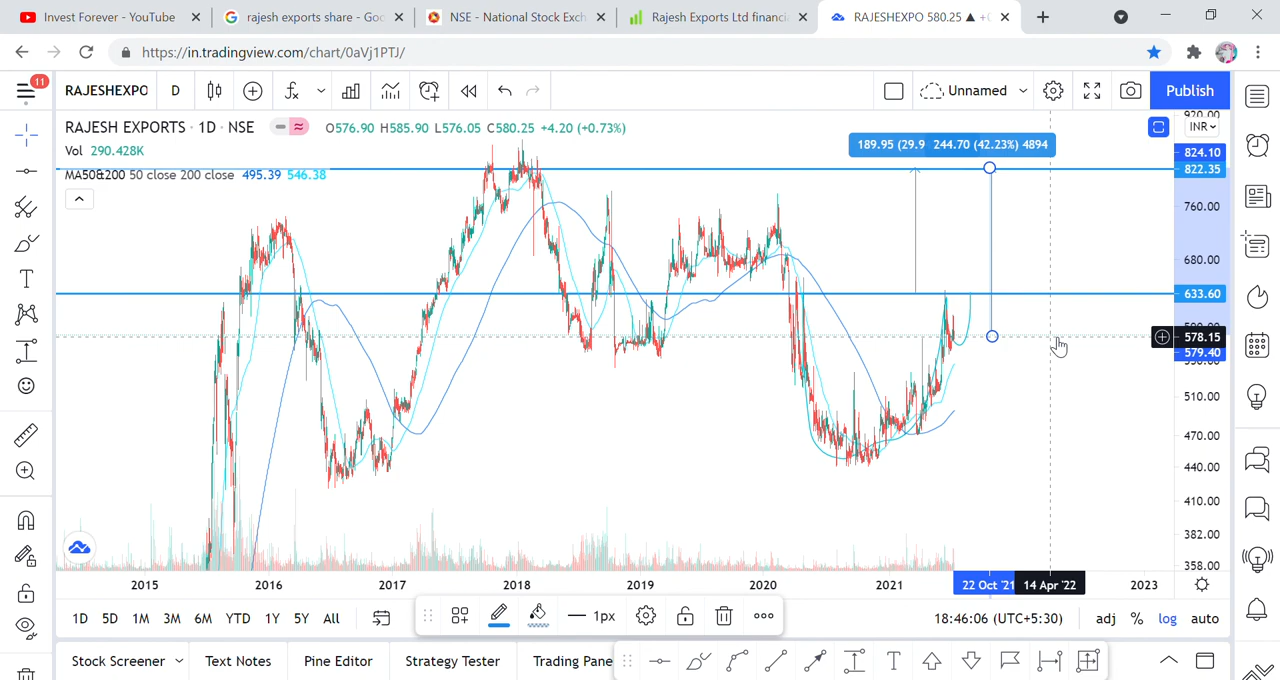 Invest Forever - YouTube
rajesh exports share - Goo
NSE - National Stock Exch
Rajesh Exports Ltd financia
RAJESHEXPO 580.25 ▲ +0
https://in.tradingview.com/chart/0aVj1PTJ/
11
RAJESHEXPO
D
Unnamed
Publish
RAJESH EXPORTS · 1D · NSE
O576.90 H585.90 L576.05 C580.25 +4.20 (+0.73%)
Vol 290.428K
MA50&200 50 close 200 close 495.39 546.38
189.95 (29.9
244.70 (42.23%) 4894
920.00
INR
824.10
822.35
760.00
680.00
633.60
578.15
579.40
510.00
470.00
440.00
410.00
382.00
358.00
2015
2016
2017
2018
2019
2020
2021
22 Oct '21
14 Apr '22
2023
1D 5D 1M 3M 6M YTD 1Y 5Y All
1px
18:46:06 (UTC+5:30)
adj % log auto
Stock Screener
Text Notes
Pine Editor
Strategy Tester
Trading Pane